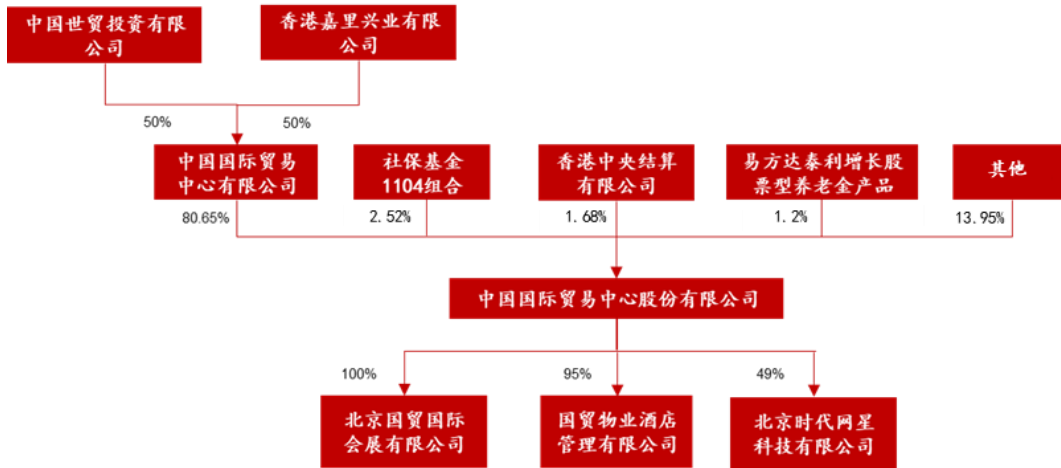 中国世贸投资有限
公司
香港嘉里兴业有限
公司
50%
50%
中国国际贸易
中心有限公司
社保基金
1104组合
香港中央结算
有限公司
易方达泰利增长股
票型养老金产品
其他
80.65%
2.52%
1.68%
1.2%
13.95%
中国国际贸易中心股份有限公司
100%
95%
49%
北京国贸国际
会展有限公司
国贸物业酒店
管理有限公司
北京时代网星
科技有限公司